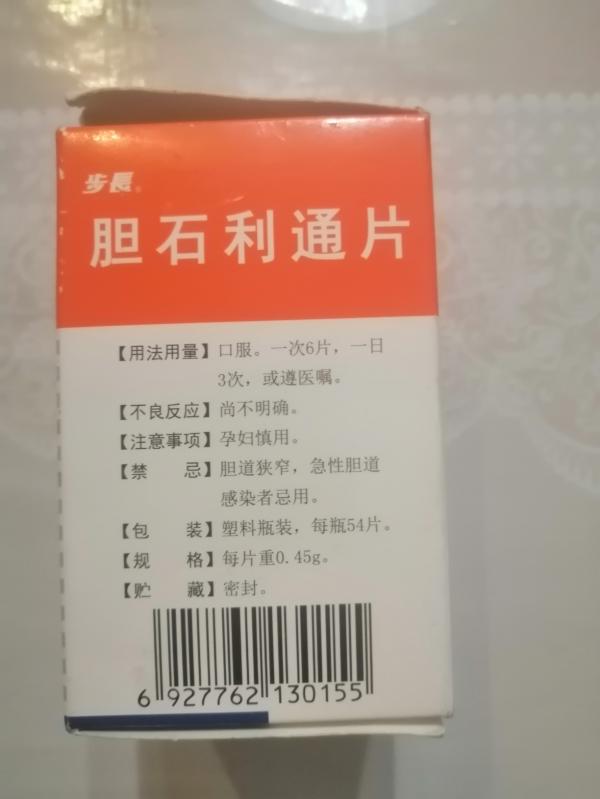 步長®
胆石利通片
【用法用量】口服。一次6片，一日
3次，或遵医嘱。
【不良反应】尚不明确。
【注意事项】孕妇慎用。
【禁 忌】胆道狭窄，急性胆道
感染者忌用。
【包 装】塑料瓶装，每瓶54片。
【规 格】每片重0.45g。
【贮 藏】密封。
6 927762 130155